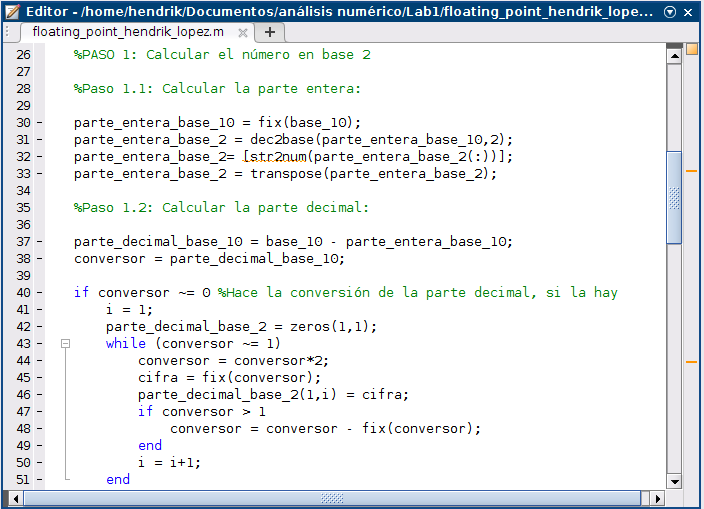 Editor - /home/hendrik/Documentos/análisis numérico/Lab1/floating_point_hendrik_lope...
floating_point_hendrik_lopez.m
26 %PASO 1: Calcular el número en base 2
27
28 %Paso 1.1: Calcular la parte entera:
29
30 - parte_entera_base_10 = fix(base_10);
31 - parte_entera_base_2 = dec2base(parte_entera_base_10,2);
32 - parte_entera_base_2= [str2num(parte_entera_base_2(:))];
33 - parte_entera_base_2 = transpose(parte_entera_base_2);
34
35 %Paso 1.2: Calcular la parte decimal:
36
37 - parte_decimal_base_10 = base_10 - parte_entera_base_10;
38 - conversor = parte_decimal_base_10;
39
40 - if conversor ~= 0 %Hace la conversión de la parte decimal, si la hay
41 - i = 1;
42 - parte_decimal_base_2 = zeros(1,1);
43 - while (conversor ~= 1)
44 - conversor = conversor*2;
45 - cifra = fix(conversor);
46 - parte_decimal_base_2(1,i) = cifra;
47 - if conversor > 1
48 - conversor = conversor - fix(conversor);
49 - end
50 - i = i+1;
51 - end